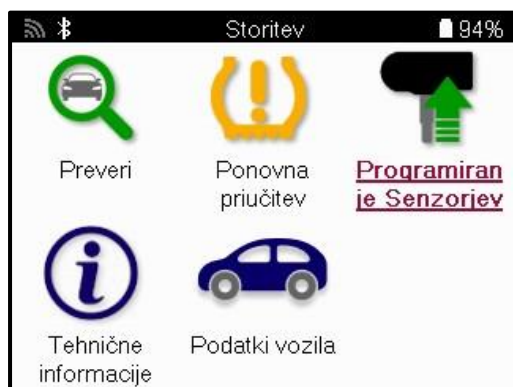 Storitev
94%
Preveri
Ponovna
priučitev
Programiran
je Senzorjev
Tehnične
informacije
Podatki vozila